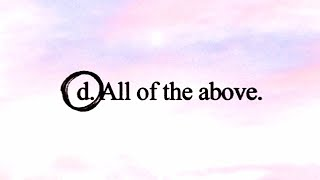 d. All of the above.